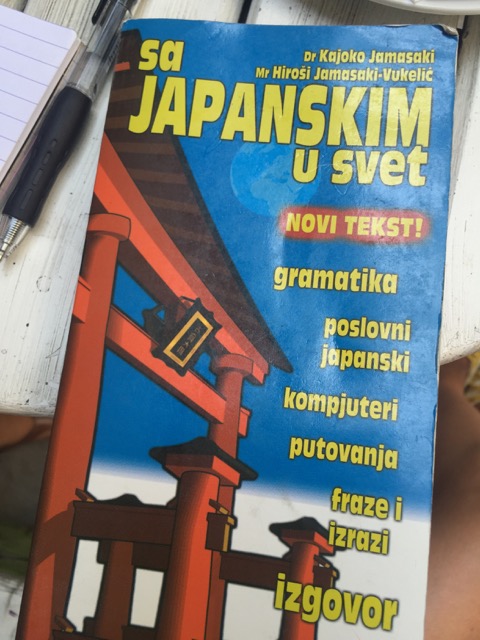 Dr Kajoko Jamasaki
Mr Hiroši Jamasaki-Vukelić
sa
JAPANSKIM
u svet
NOVI TEKST!
gramatika
poslovni
japanski
kompjuteri
putovanja
fraze i
izrazi
izgovor